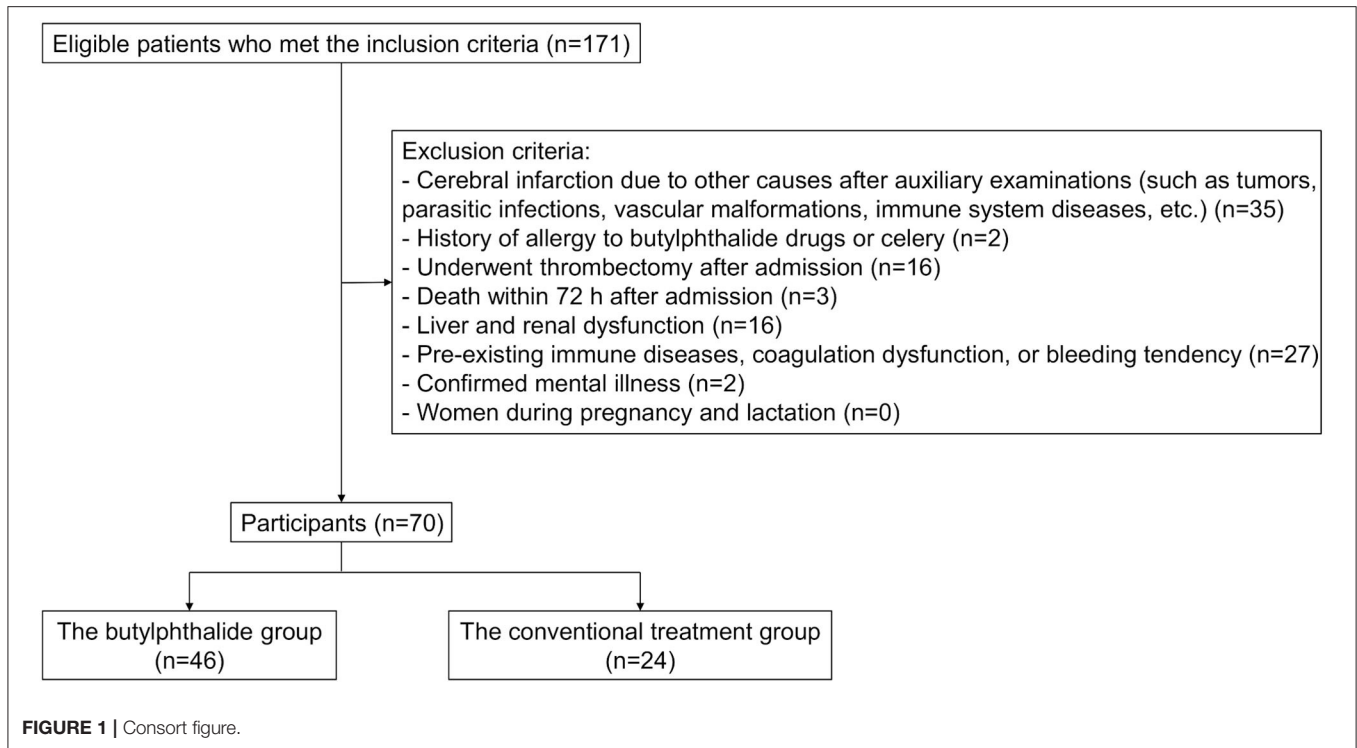 Eligible patients who met the inclusion criteria (n=171)
Exclusion criteria:
- Cerebral infarction due to other causes after auxiliary examinations (such as tumors,
parasitic infections, vascular malformations, immune system diseases, etc.) (n=35)
- History of allergy to butylphthalide drugs or celery (n=2)
- Underwent thrombectomy after admission (n=16)
- Death within 72 h after admission (n=3)
- Liver and renal dysfunction (n=16)
- Pre-existing immune diseases, coagulation dysfunction, or bleeding tendency (n=27)
- Confirmed mental illness (n=2)
- Women during pregnancy and lactation (n=0)
Participants (n=70)
The butylphthalide group
(n=46)
The conventional treatment group
(n=24)
FIGURE 1 | Consort figure.